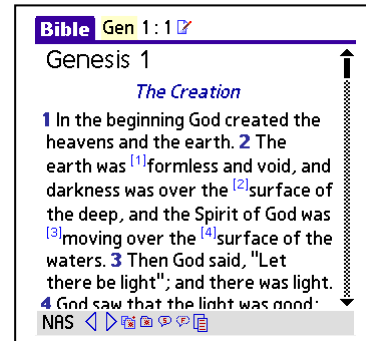 Bible Gen 1:1
Genesis 1
The Creation
1 In the beginning God created the
heavens and the earth. 2 The
earth was [1]formless and void, and
darkness was over the [2]surface of
the deep, and the Spirit of God was
[3]moving over the [4]surface of the
waters. 3 Then God said, "Let
there be light"; and there was light.
4 God saw that the light was good;
NAS